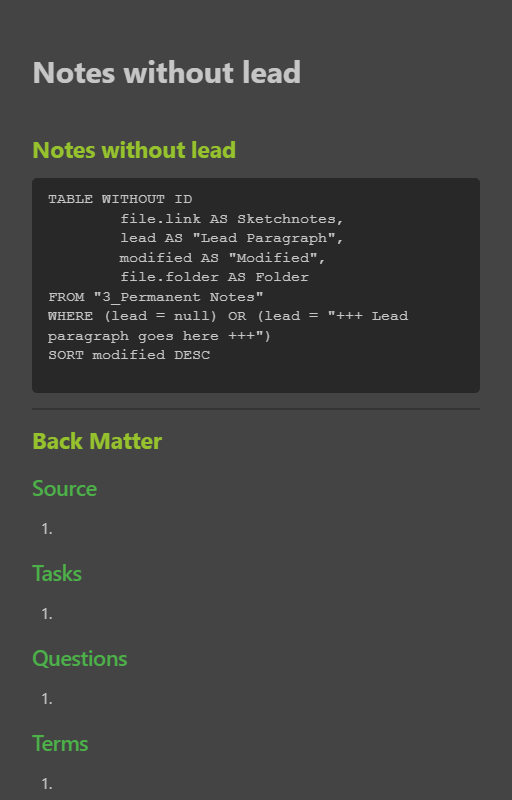 Notes without lead
Notes without lead
TABLE WITHOUT ID
file.link AS Sketchnotes,
lead AS "Lead Paragraph",
modified AS "Modified",
file.folder AS Folder
FROM "3_Permanent Notes"
WHERE (lead = null) OR (lead = "+++ Lead
paragraph goes here +++")
SORT modified DESC
Back Matter
Source
1.
Tasks
1.
Questions
1.
Terms
1.